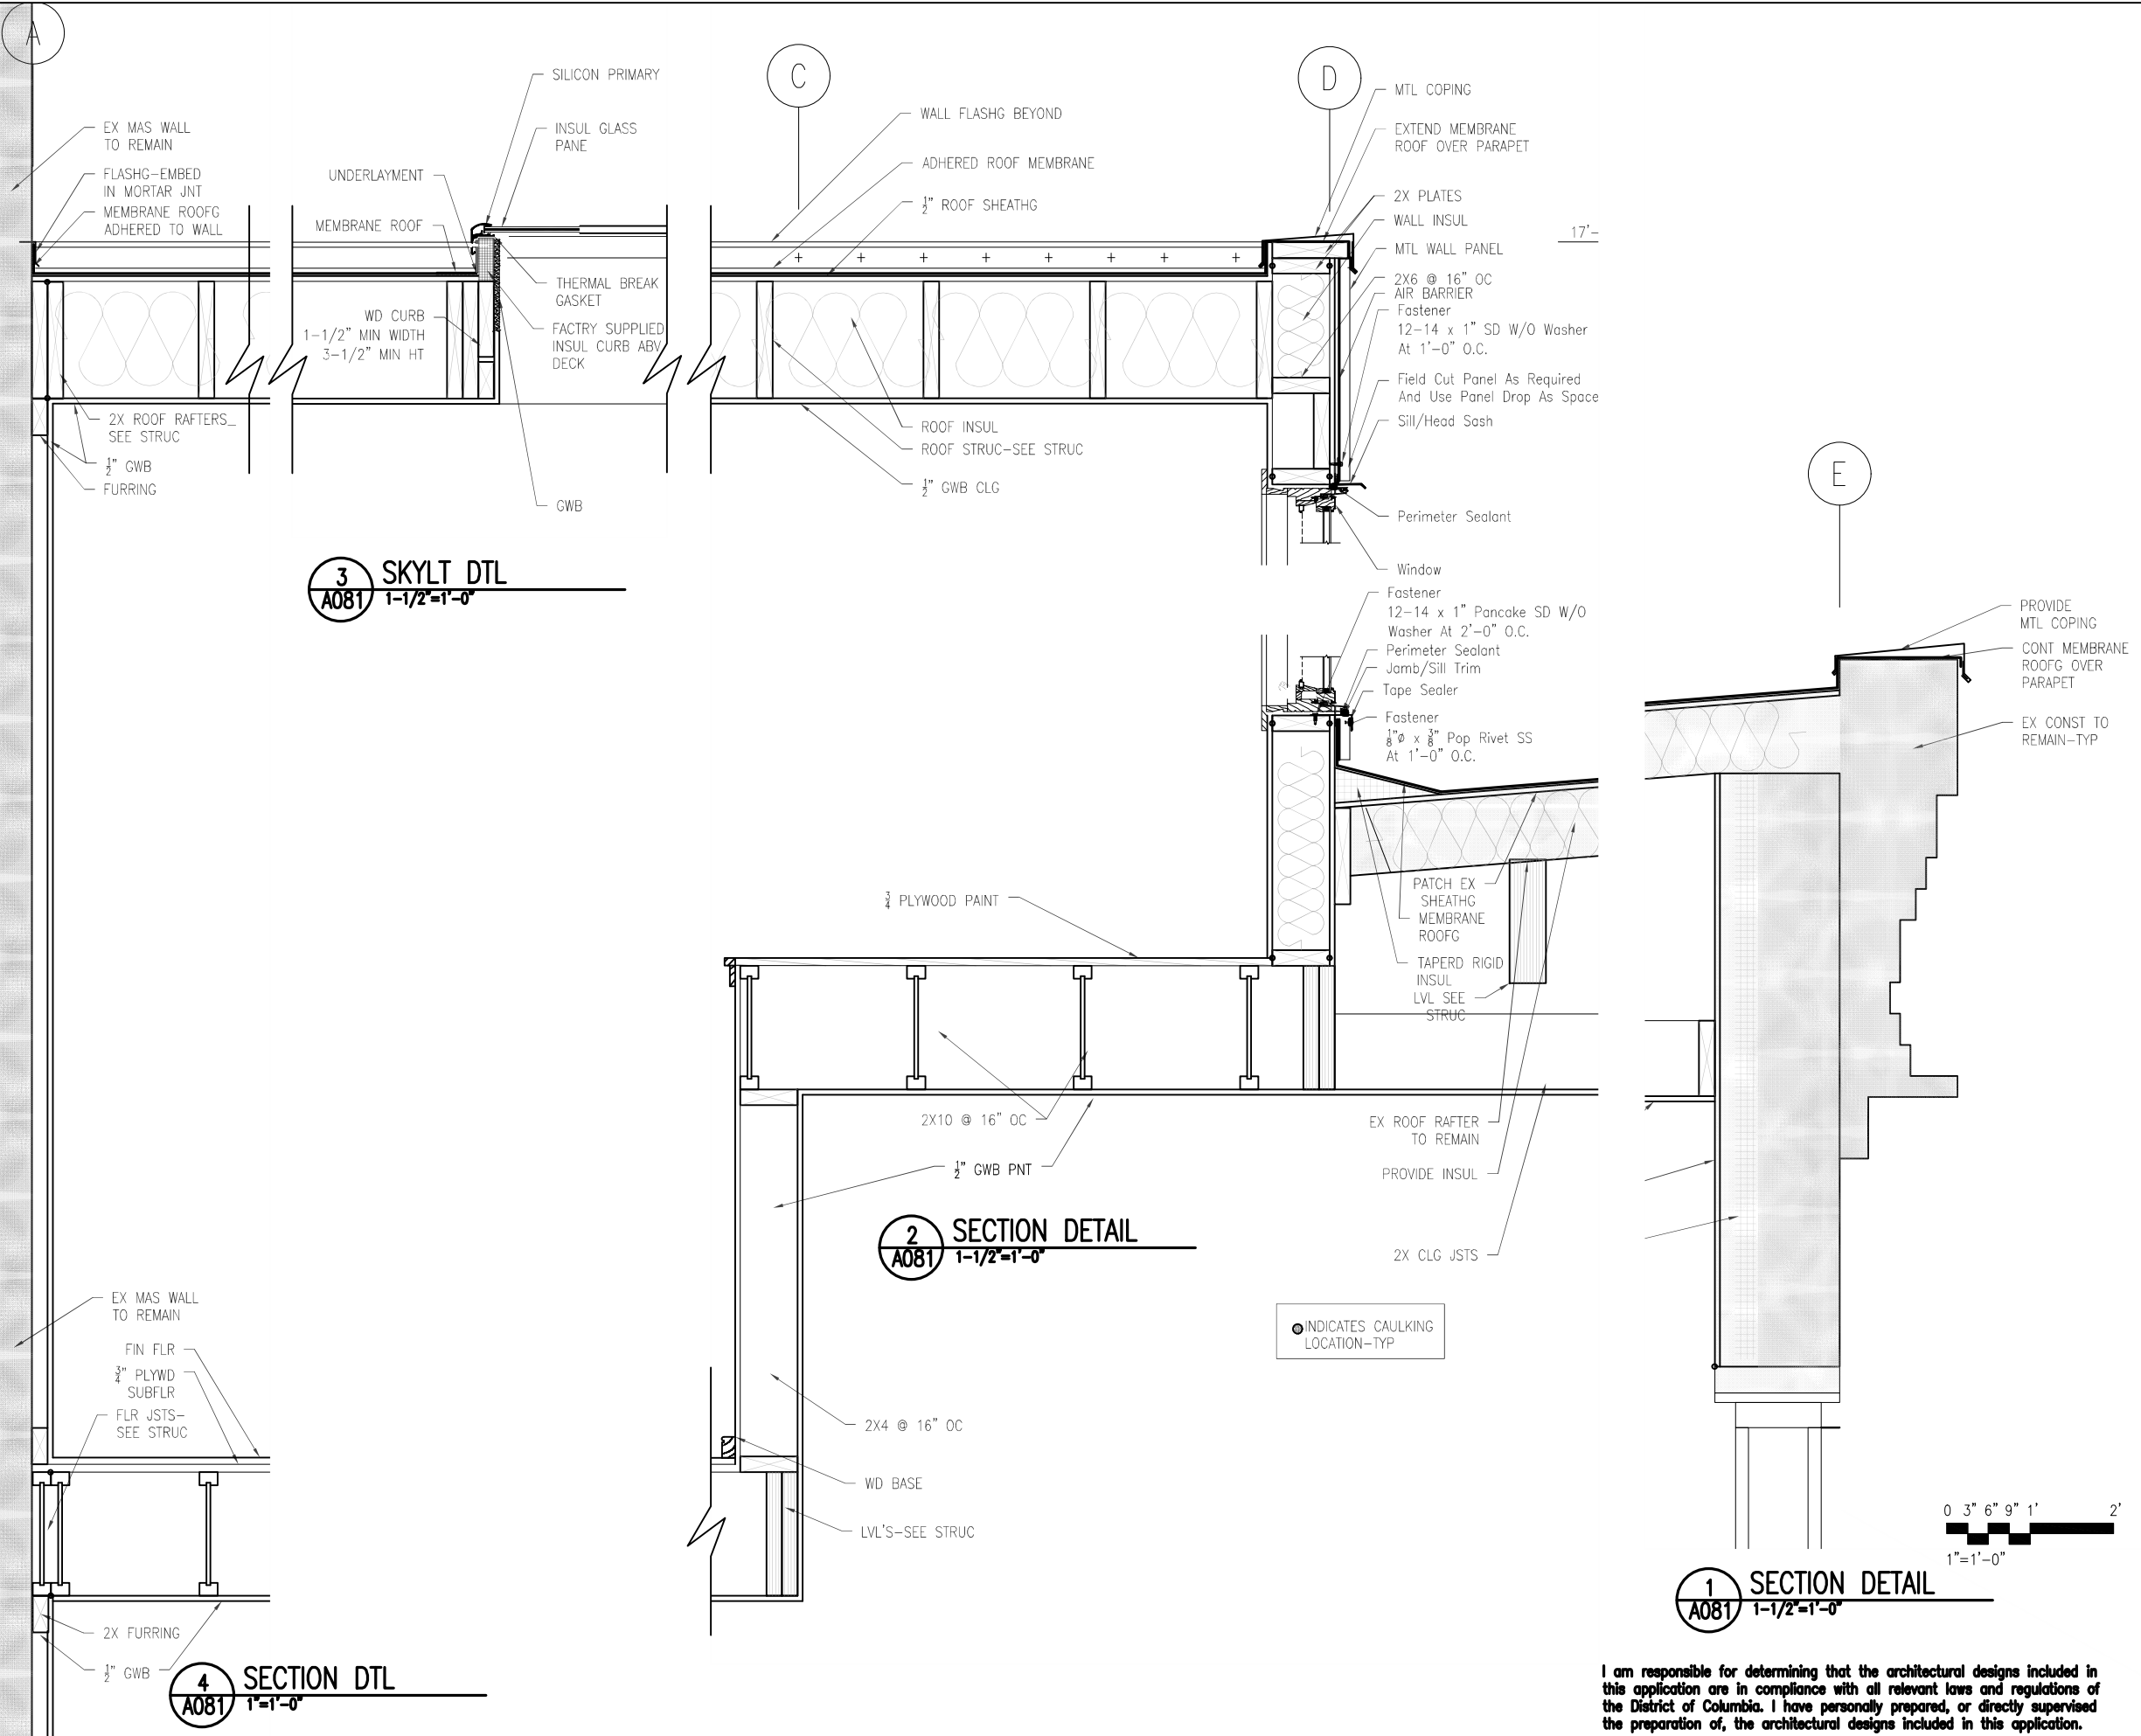 A
C
D
E
SILICON PRIMARY
INSUL GLASS
PANE
EX MAS WALL
TO REMAIN
FLASHG-EMBED
IN MORTAR JNT
MEMBRANE ROOFG
ADHERED TO WALL
UNDERLAYMENT
MEMBRANE ROOF
WD CURB
1-1/2" MIN WIDTH
3-1/2" MIN HT
THERMAL BREAK
GASKET
FACTRY SUPPLIED
INSUL CURB ABV
DECK
2X ROOF RAFTERS_
SEE STRUC
½" GWB
FURRING
GWB
3
A081
SKYLT DTL
1-1/2"=1'-0"
WALL FLASHG BEYOND
ADHERED ROOF MEMBRANE
½" ROOF SHEATHG
ROOF INSUL
ROOF STRUC-SEE STRUC
½" GWB CLG
MTL COPING
EXTEND MEMBRANE
ROOF OVER PARAPET
2X PLATES
WALL INSUL
17'-
MTL WALL PANEL
2X6 @ 16" OC
AIR BARRIER
Fastener
12-14 x 1" SD W/O Washer
At 1'-0" O.C.
Field Cut Panel As Required
And Use Panel Drop As Space
Sill/Head Sash
Perimeter Sealant
Window
Fastener
12-14 x 1" Pancake SD W/O
Washer At 2'-0" O.C.
Perimeter Sealant
Jamb/Sill Trim
Tape Sealer
Fastener
⅛"ø x ⅜" Pop Rivet SS
At 1'-0" O.C.
PATCH EX
SHEATHG
MEMBRANE
ROOFG
TAPERD RIGID
INSUL
LVL SEE
STRUC
¾ PLYWOOD PAINT
2X10 @ 16" OC
½" GWB PNT
EX ROOF RAFTER
TO REMAIN
PROVIDE INSUL
2X CLG JSTS
2
A081
SECTION DETAIL
1-1/2"=1'-0"
INDICATES CAULKING
LOCATION-TYP
2X4 @ 16" OC
WD BASE
LVL'S-SEE STRUC
PROVIDE
MTL COPING
CONT MEMBRANE
ROOFG OVER
PARAPET
EX CONST TO
REMAIN-TYP
0 3" 6" 9" 1' 2'
1"=1'-0"
1
A081
SECTION DETAIL
1-1/2"=1'-0"
EX MAS WALL
TO REMAIN
FIN FLR
¾" PLYWD
SUBFLR
FLR JSTS-
SEE STRUC
2X FURRING
½" GWB
4
A081
SECTION DTL
1"=1'-0"
I am responsible for determining that the architectural designs included in
this application are in compliance with all relevant laws and regulations of
the District of Columbia. I have personally prepared, or directly supervised
the preparation of, the architectural designs included in this application.